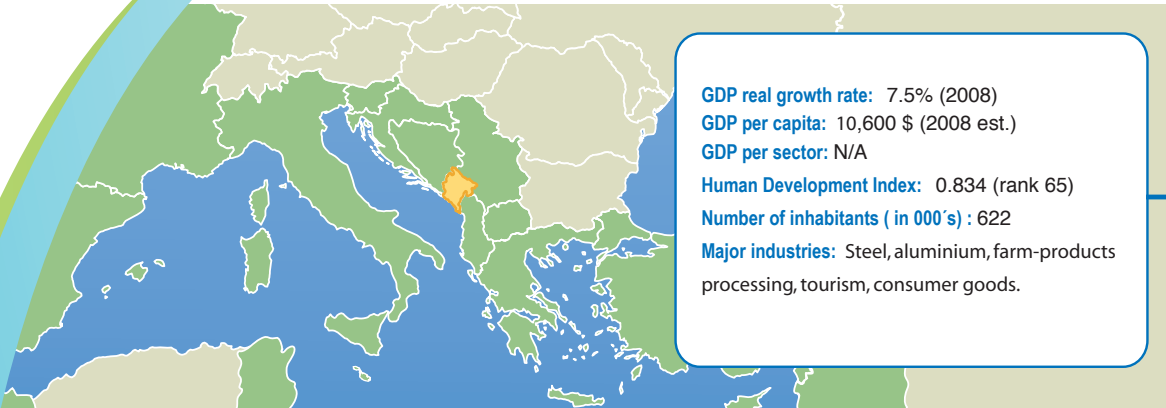 GDP real growth rate: 7.5% (2008)
GDP per capita: 10,600 $ (2008 est.)
GDP per sector: N/A
Human Development Index: 0.834 (rank 65)
Number of inhabitants ( in 000´s) : 622
Major industries: Steel, aluminium, farm-products
processing, tourism, consumer goods.